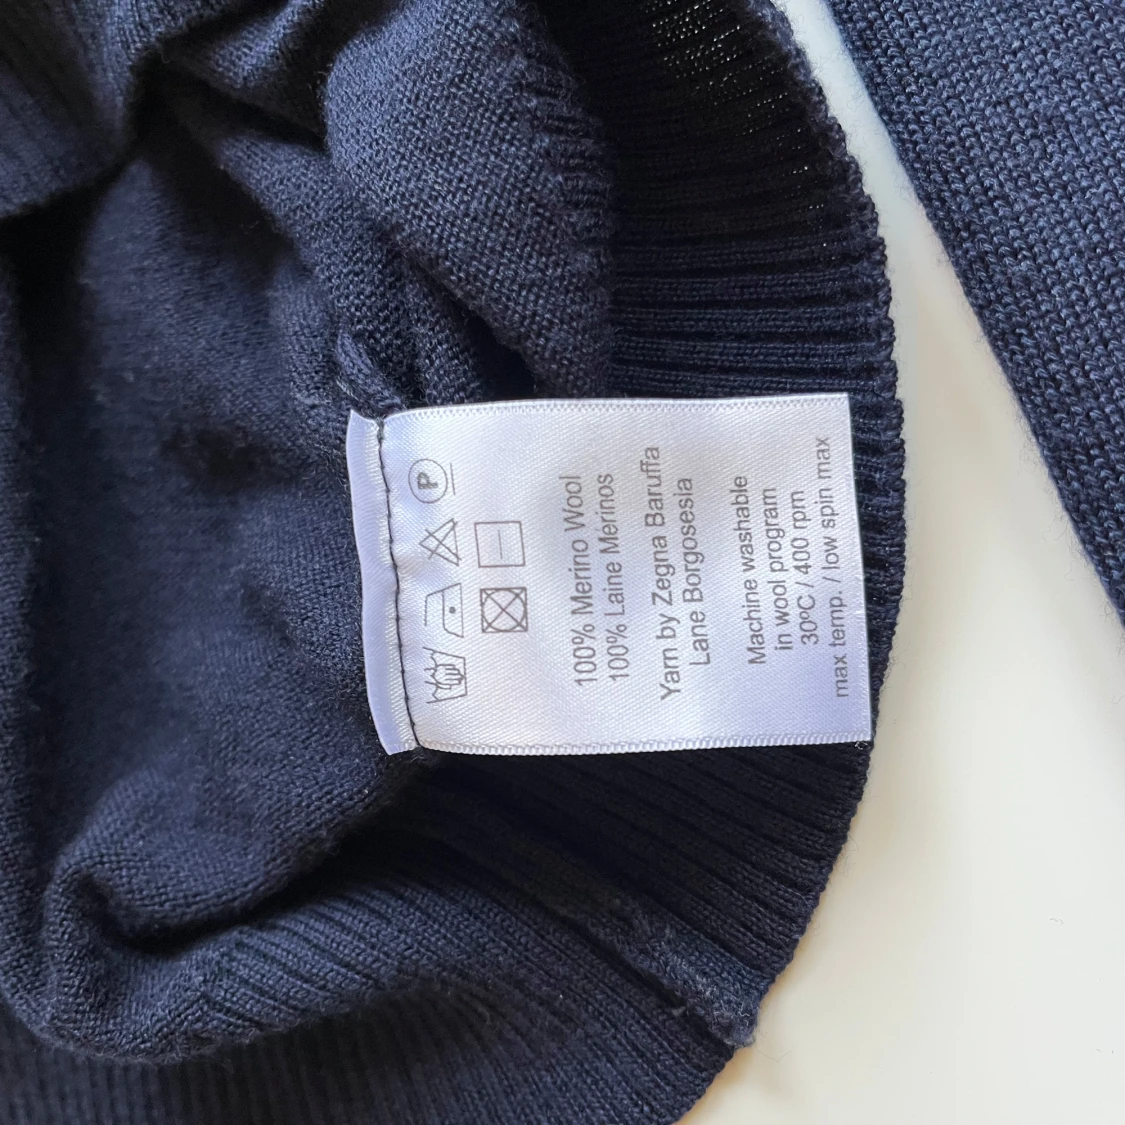 P
100% Merino Wool
100% Laine Merinos
Yarn by Zegna Baruffa
Lane Borgosesia
Machine washable
in wool program
30ºC / 400 rpm
max temp. / low spin max